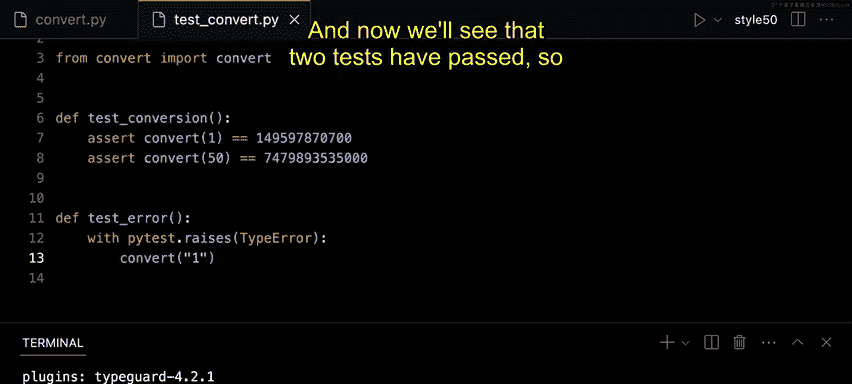 convert.py
test_convert.py
style50
And now we'll see that
two tests have passed, so
2
3 from convert import convert
4
5
6 def test_conversion():
7 assert convert(1) == 149597870700
8 assert convert(50) == 7479893535000
9
10
11 def test_error():
12 with pytest.raises(TypeError):
13 convert("1")
14
TERMINAL
plugins: typeguard-4.2.1